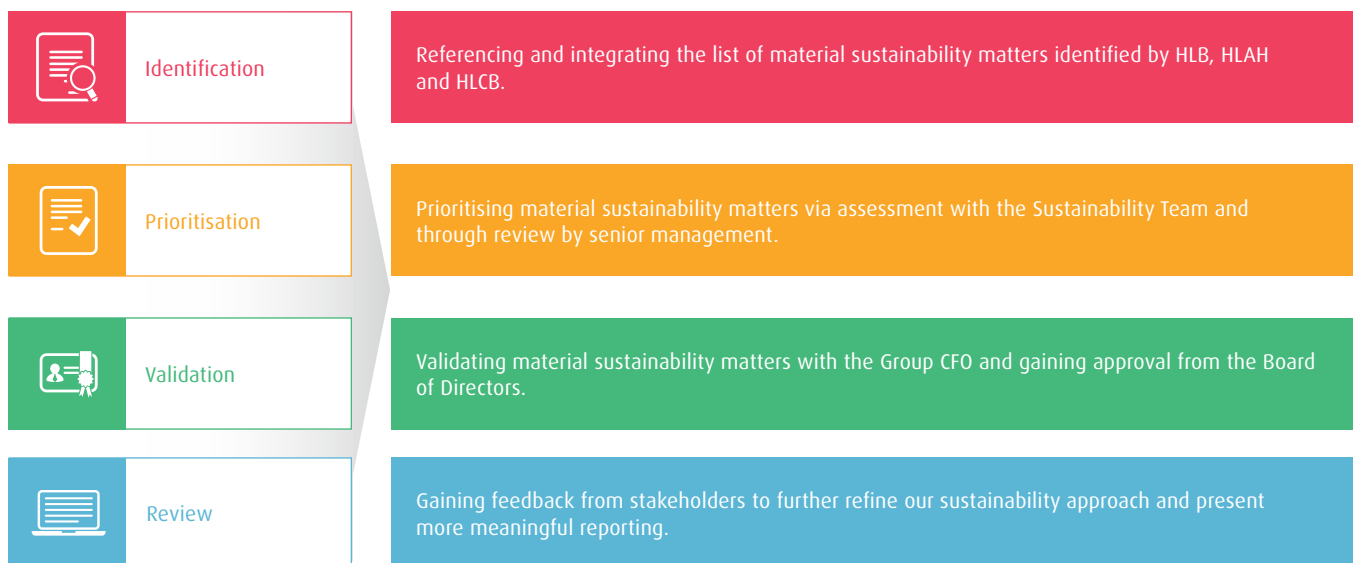 Identification
Referencing and integrating the list of material sustainability matters identified by HLB, HLAH
and HLCB.
Prioritisation
Prioritising material sustainability matters via assessment with the Sustainability Team and
through review by senior management.
Validation
Validating material sustainability matters with the Group CFO and gaining approval from the Board
of Directors.
Review
Gaining feedback from stakeholders to further refine our sustainability approach and present
more meaningful reporting.